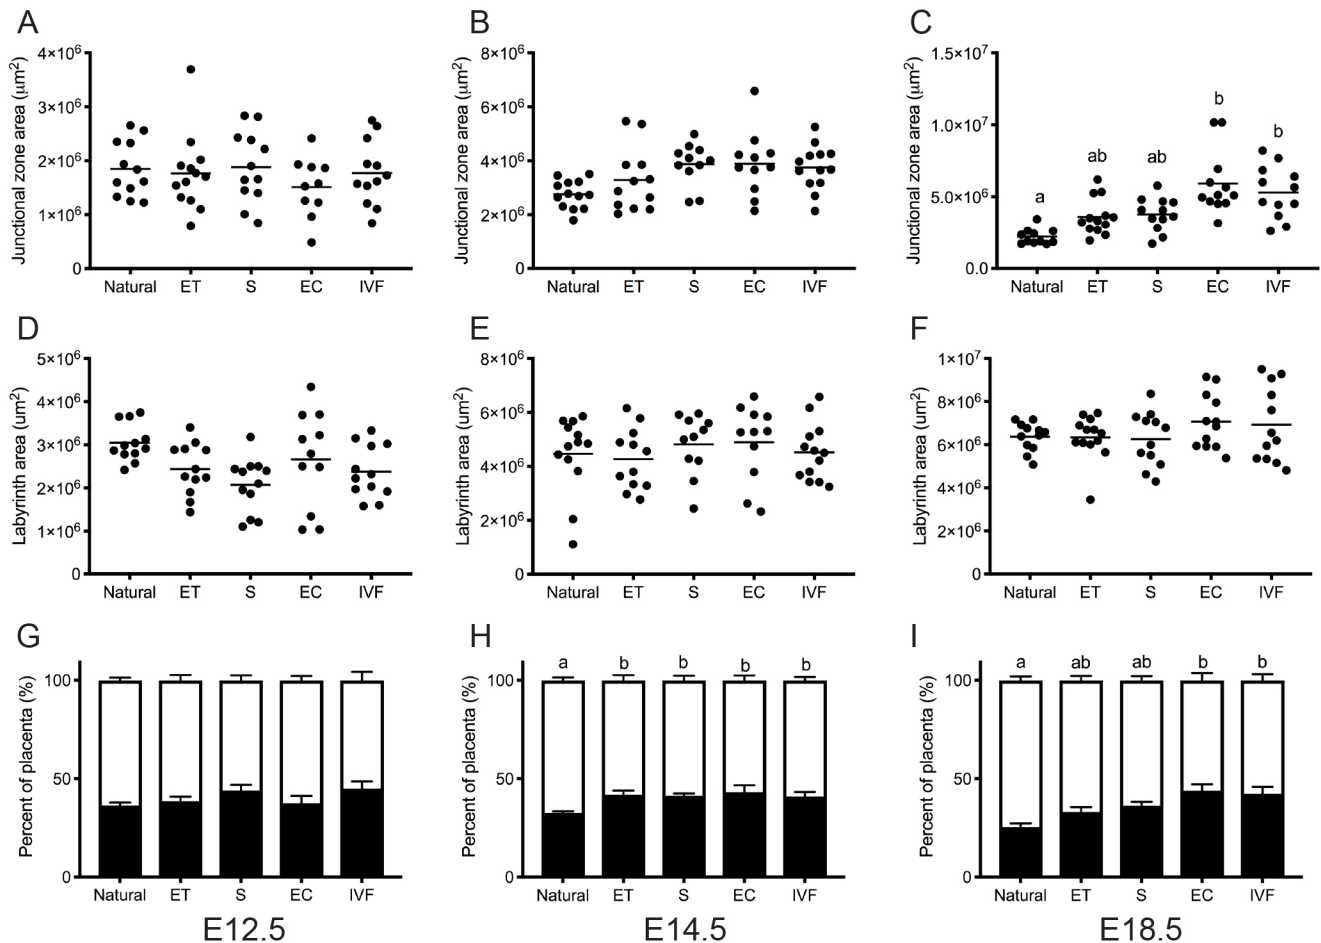 A
B
C
Junctional zone area (μm²)
4×10⁶
3×10⁶
2×10⁶
1×10⁶
0
Natural ET S EC IVF
Junctional zone area (μm²)
8×10⁶
6×10⁶
4×10⁶
2×10⁶
0
Natural ET S EC IVF
Junctional zone area (μm²)
1.5×10⁷
1.0×10⁷
5.0×10⁶
0.0
a ab ab b b
Natural ET S EC IVF
D
E
F
Labyrinth area (um²)
5×10⁶
4×10⁶
3×10⁶
2×10⁶
1×10⁶
0
Natural ET S EC IVF
Labyrinth area (um²)
8×10⁶
6×10⁶
4×10⁶
2×10⁶
0
Natural ET S EC IVF
Labyrinth area (um²)
1×10⁷
8×10⁶
6×10⁶
4×10⁶
2×10⁶
0
Natural ET S EC IVF
G
H
I
Percent of placenta (%)
100
50
0
Natural ET S EC IVF
E12.5
Percent of placenta (%)
100
50
0
a b b b b
Natural ET S EC IVF
E14.5
Percent of placenta (%)
100
50
0
a ab ab b b
Natural ET S EC IVF
E18.5